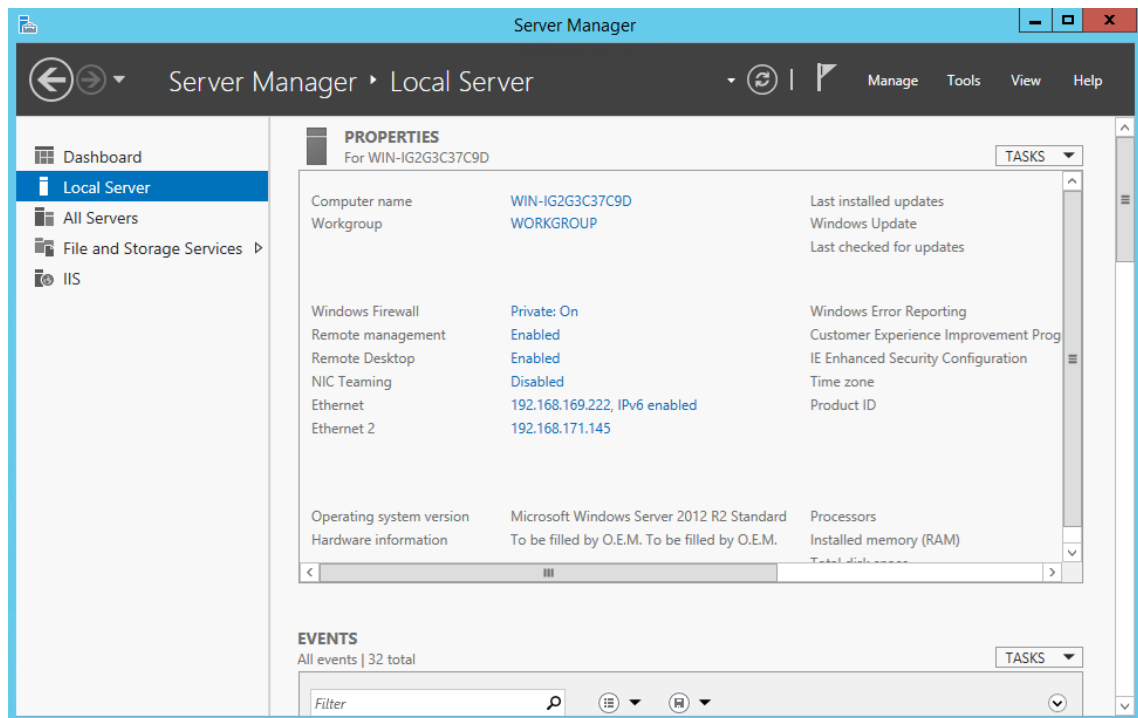 Server Manager
Server Manager ‣ Local Server
Manage Tools View Help
Dashboard
Local Server
All Servers
File and Storage Services
IIS
PROPERTIES
For WIN-IG2G3C37C9D
TASKS
Computer name WIN-IG2G3C37C9D Last installed updates
Workgroup WORKGROUP Windows Update
Last checked for updates
Windows Firewall Private: On Windows Error Reporting
Remote management Enabled Customer Experience Improvement Prog
Remote Desktop Enabled IE Enhanced Security Configuration
NIC Teaming Disabled Time zone
Ethernet 192.168.169.222, IPv6 enabled Product ID
Ethernet 2 192.168.171.145
Operating system version Microsoft Windows Server 2012 R2 Standard Processors
Hardware information To be filled by O.E.M. To be filled by O.E.M. Installed memory (RAM)
Total disk space
EVENTS
All events | 32 total
TASKS
Filter